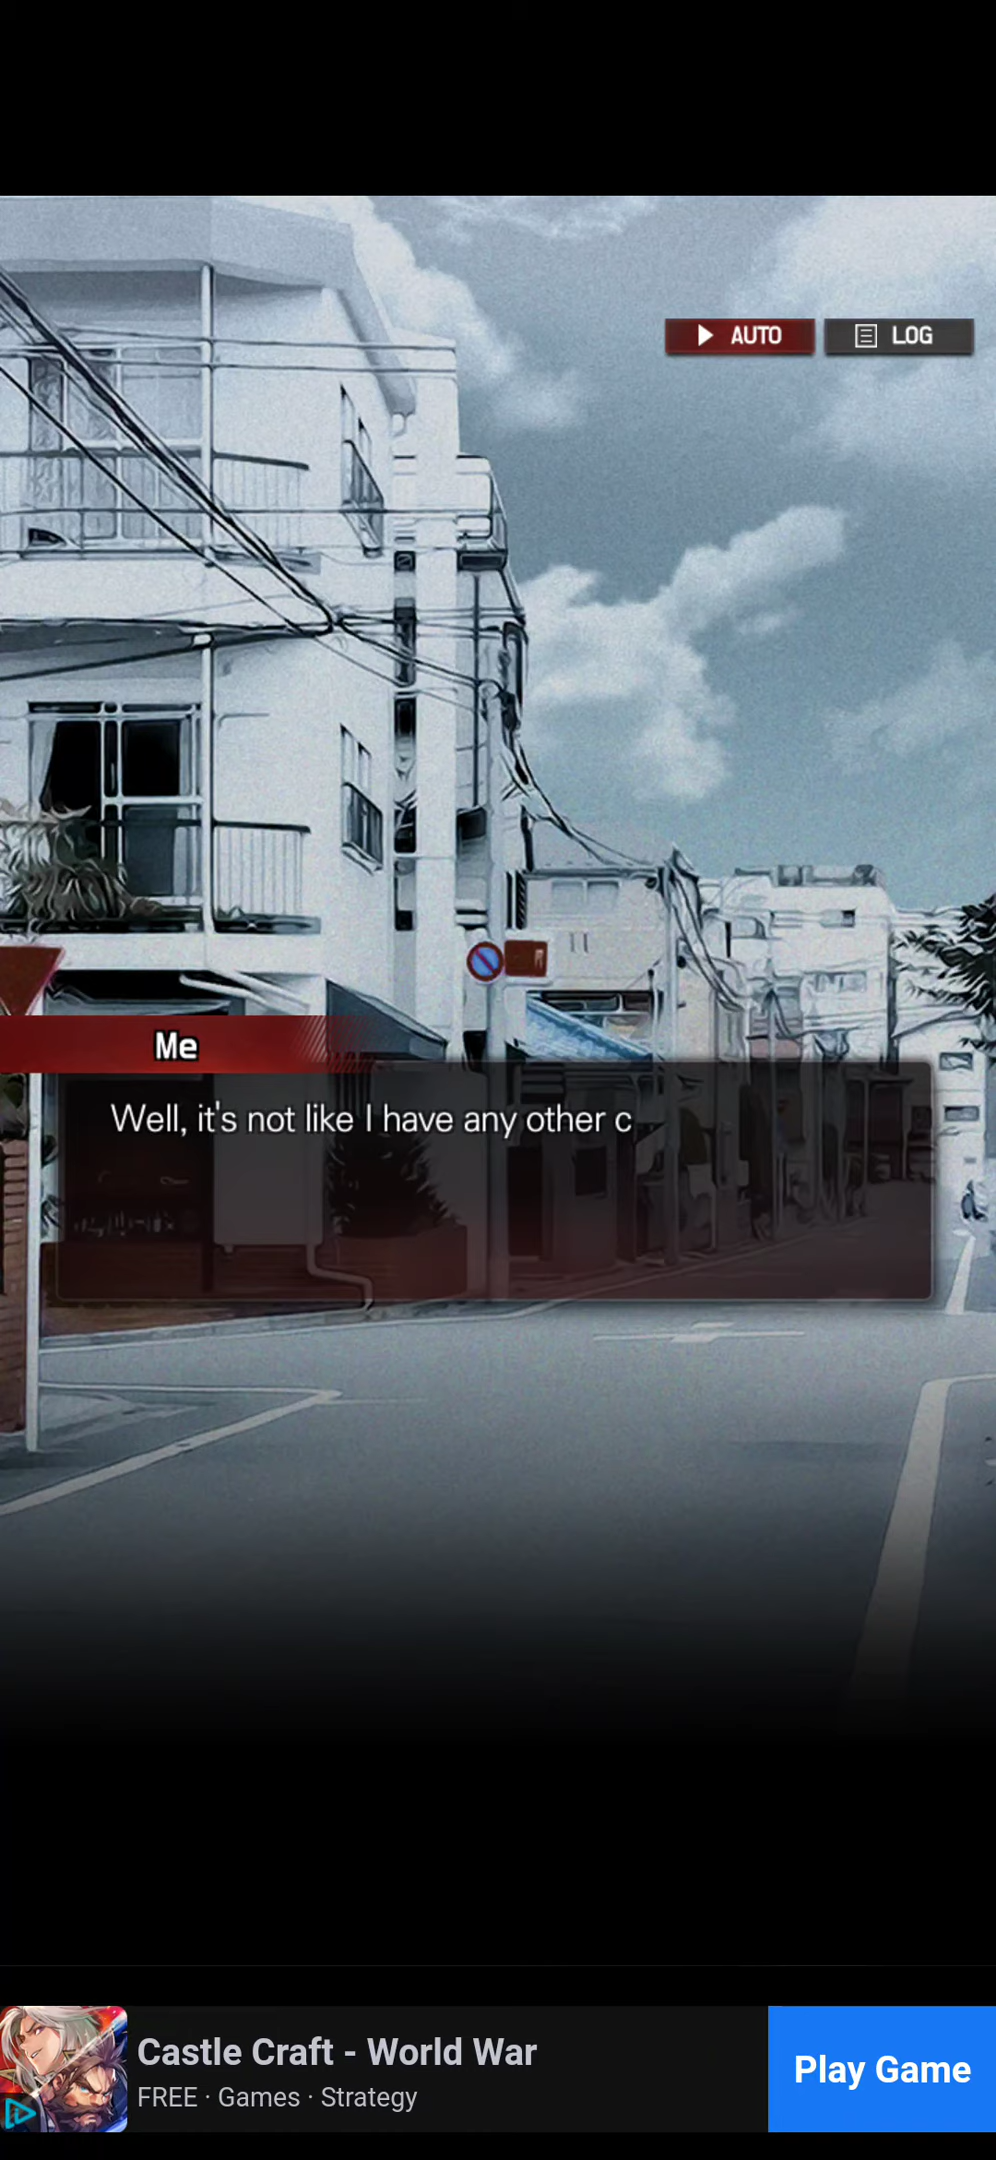 AUTO
LOG
Me
Well, it's not like I have any other c
Castle Craft - World War
FREE · Games · Strategy
Play Game